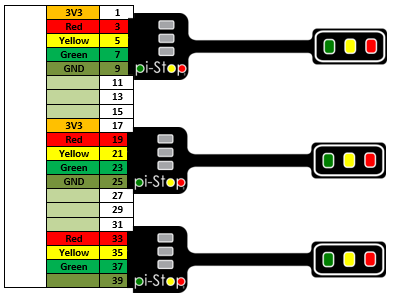 3V3 1
Red 3
Yellow 5
Green 7
GND 9
pi-Stop
11
13
15
3V3 17
Red 19
Yellow 21
Green 23
GND 25
pi-Stop
27
29
31
Red 33
Yellow 35
Green 37
39
pi-Stop